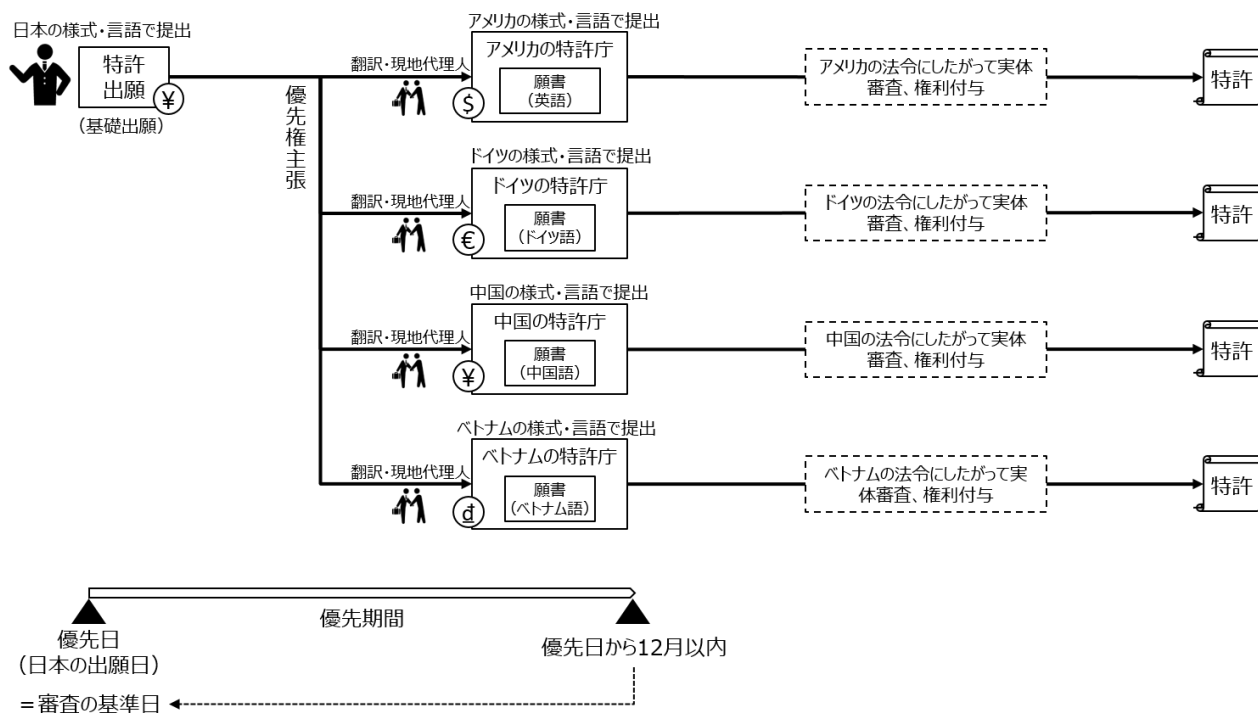 日本の様式・言語で提出
特許
出願
¥
(基礎出願)
優先権主張
翻訳・現地代理人
アメリカの様式・言語で提出
アメリカの特許庁
願書
(英語)
$
アメリカの法令にしたがって実体
審査、権利付与
特許
翻訳・現地代理人
ドイツの様式・言語で提出
ドイツの特許庁
願書
(ドイツ語)
€
ドイツの法令にしたがって実体
審査、権利付与
特許
翻訳・現地代理人
中国の様式・言語で提出
中国の特許庁
願書
(中国語)
¥
中国の法令にしたがって実体
審査、権利付与
特許
翻訳・現地代理人
ベトナムの様式・言語で提出
ベトナムの特許庁
願書
(ベトナム語)
₫
ベトナムの法令にしたがって実
体審査、権利付与
特許
優先期間
優先日
(日本の出願日)
=審査の基準日
優先日から12月以内